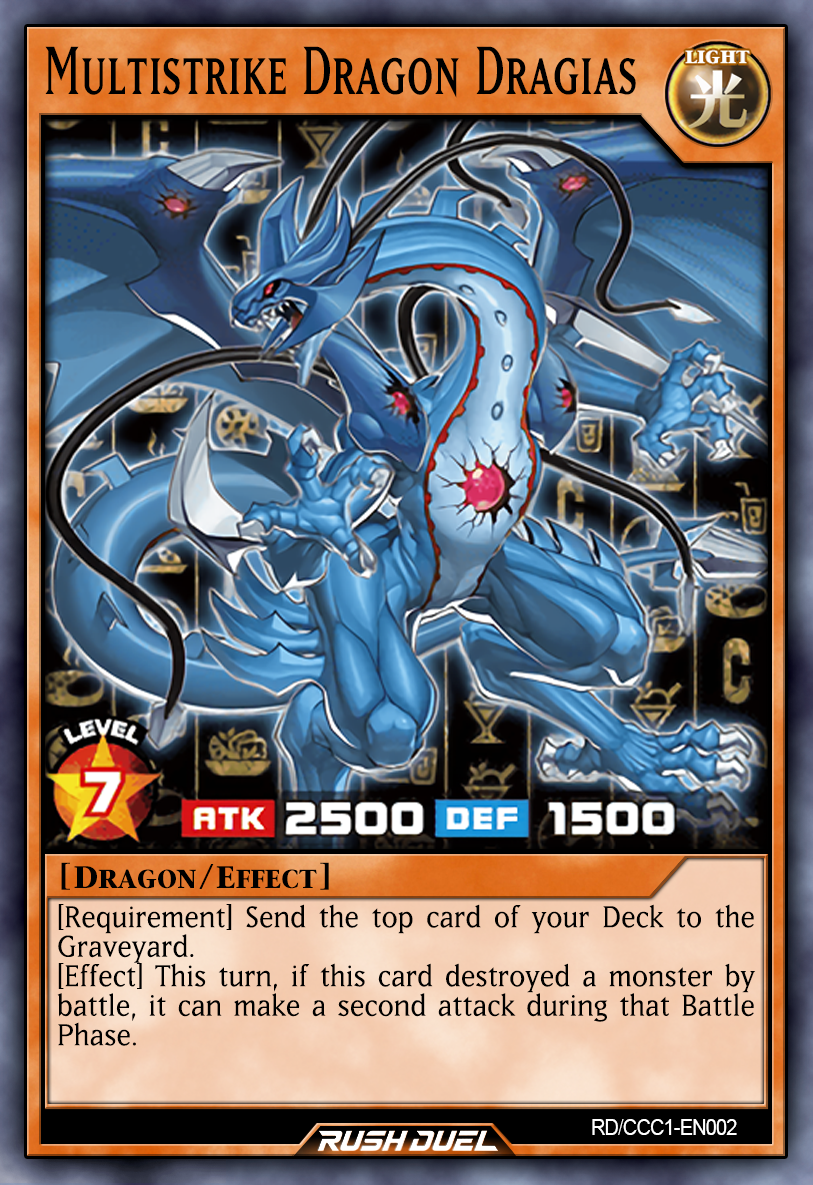 MULTISTRIKE DRAGON DRAGIAS
LIGHT
光
LEVEL
7
ATK 2500 DEF 1500
[DRAGON/EFFECT]
[Requirement] Send the top card of your Deck to the
Graveyard.
[Effect] This turn, if this card destroyed a monster by
battle, it can make a second attack during that Battle
Phase.
RD/CCC1-EN002
RUSH DUEL